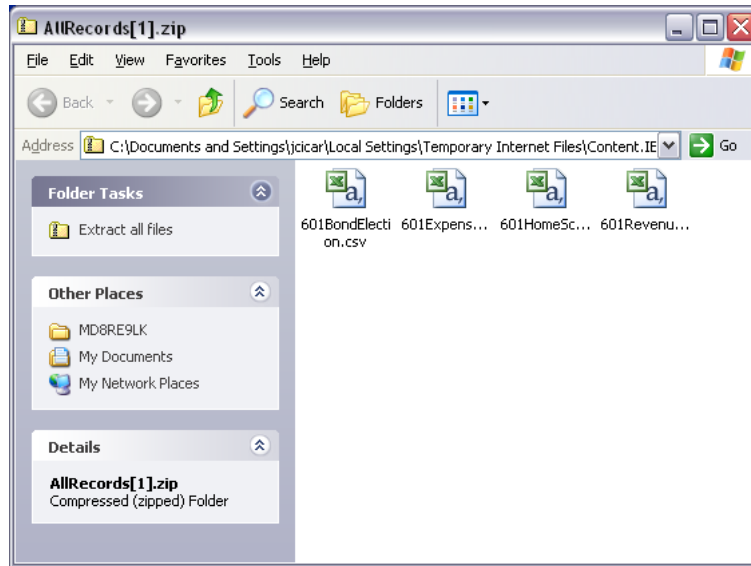 AllRecords[1].zip
File Edit View Favorites Tools Help
Back Search Folders
Address C:\Documents and Settings\jcicar\Local Settings\Temporary Internet Files\Content.IE Go
Folder Tasks
Extract all files
Other Places
MD8RE9LK
My Documents
My Network Places
Details
AllRecords[1].zip
Compressed (zipped) Folder
601BondElecti
on.csv
601Expens...
601HomeSc...
601Revenu...